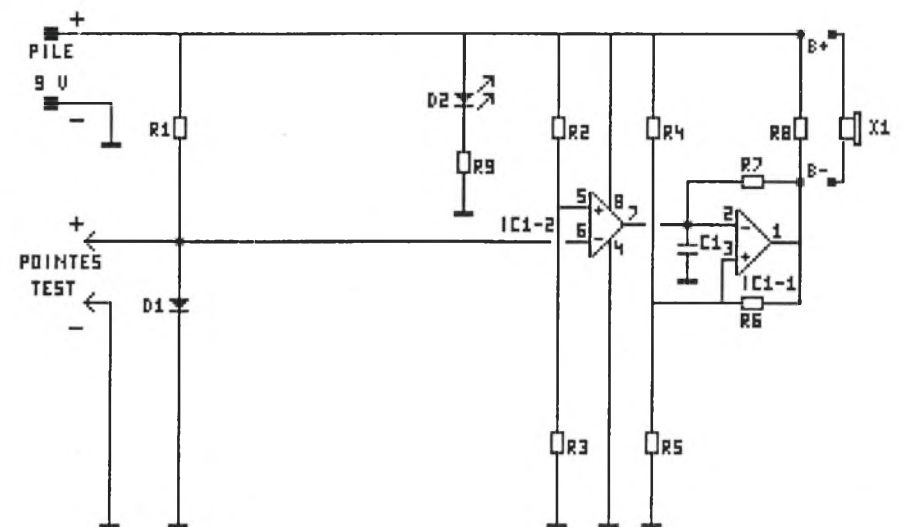 +
PILE
9 V
−
R1
D2
R9
R2
R4
R8
B+
X1
R7
B−
+
POINTES
TEST
−
D1
IC1-2
5
+
6
−
8
7
4
2
−
3
+
1
C1
IC1-1
R6
R3
R5